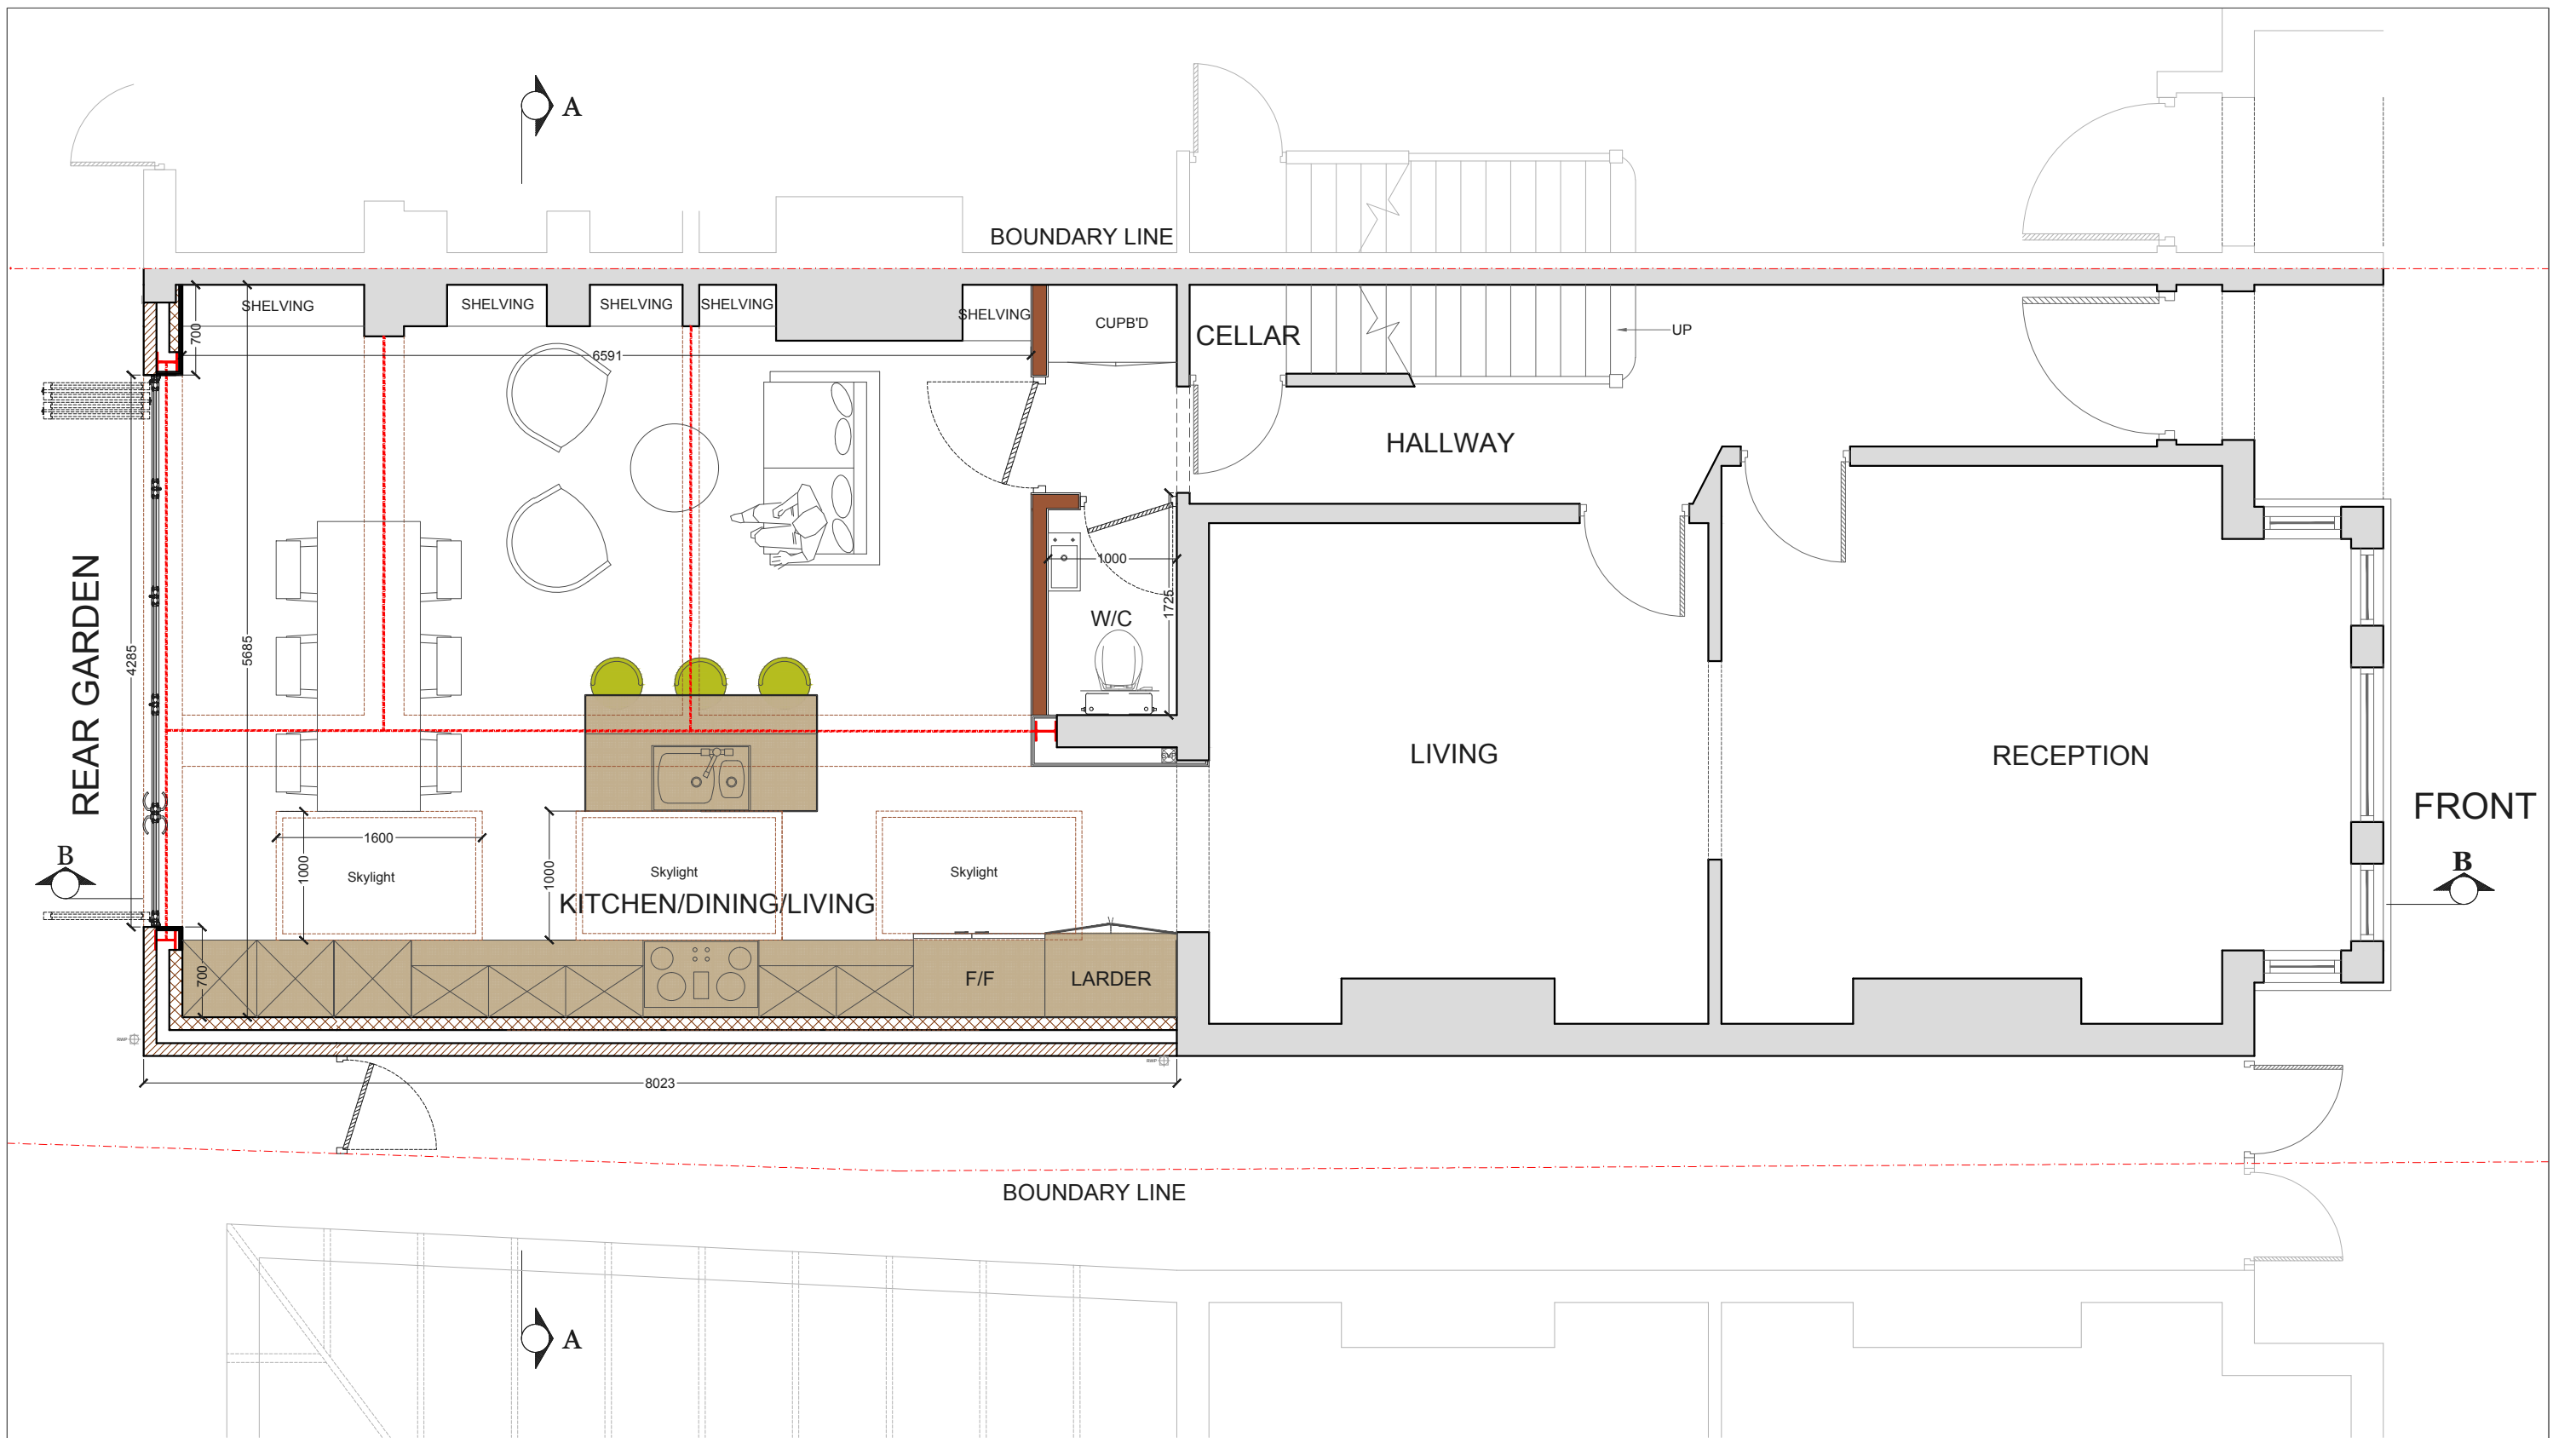 A
BOUNDARY LINE
SHELVING
SHELVING
SHELVING
SHELVING
SHELVING
CUPB'D
CELLAR
UP
700
6591
HALLWAY
REAR GARDEN
4285
5685
1000
1725
W/C
LIVING
RECEPTION
FRONT
1600
1000
1000
Skylight
Skylight
Skylight
KITCHEN/DINING/LIVING
B
B
700
F/F
LARDER
8023
BOUNDARY LINE
A